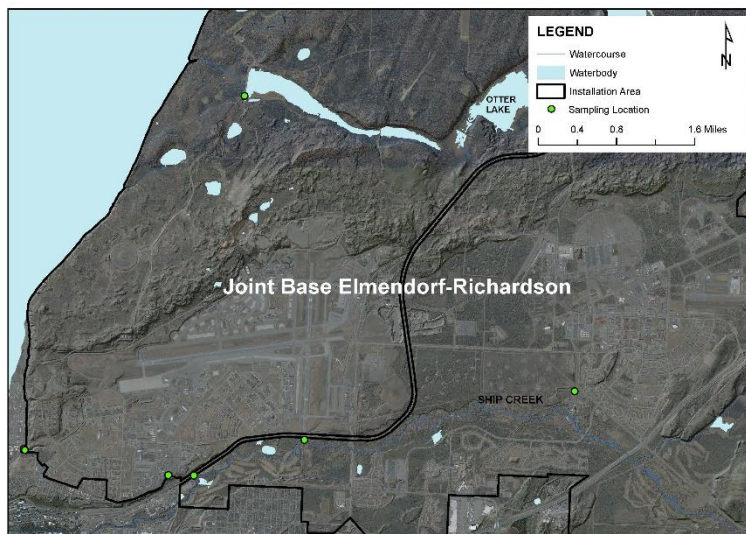 LEGEND
Watercourse
Waterbody
Installation Area
Sampling Location
0 0.4 0.8 1.6 Miles
N
OTTER
LAKE
Joint Base Elmendorf-Richardson
SHIP CREEK